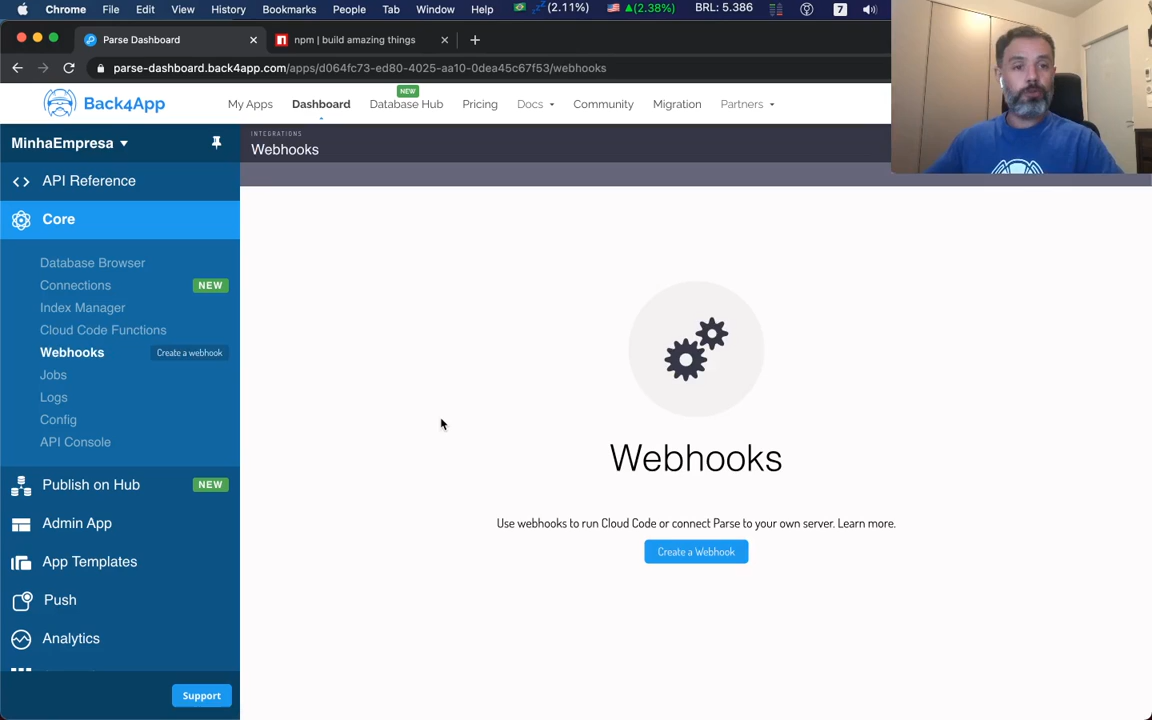 Chrome File Edit View History Bookmarks People Tab Window Help (2.11%) (2.38%) BRL: 5.386 7
Parse Dashboard npm | build amazing things
parse-dashboard.back4app.com/apps/d064fc73-ed80-4025-aa10-0dea45c67f53/webhooks
NEW
Back4App My Apps Dashboard Database Hub Pricing Docs Community Migration Partners
MinhaEmpresa
INTEGRATIONS
Webhooks
API Reference
Core
Database Browser
Connections NEW
Index Manager
Cloud Code Functions
Webhooks Create a webhook
Jobs
Logs
Config
API Console
Publish on Hub NEW
Admin App
App Templates
Push
Analytics
Support
Webhooks
Use webhooks to run Cloud Code or connect Parse to your own server. Learn more.
Create a Webhook